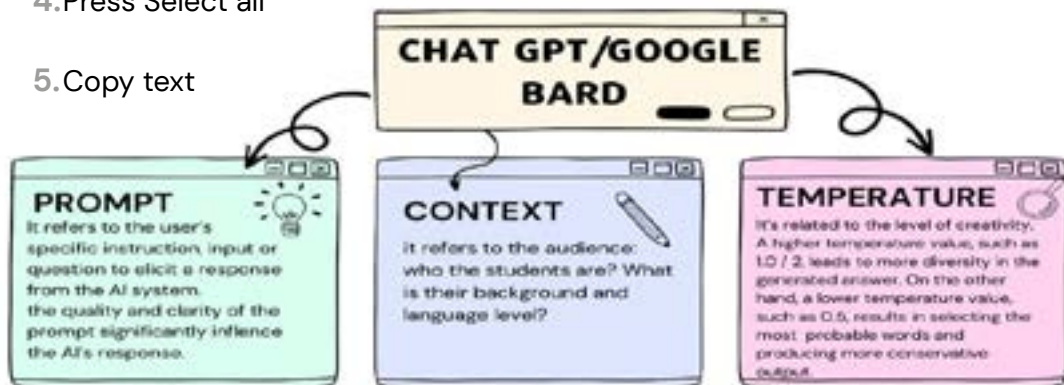 4.Press Select all
5.Copy text
CHAT GPT/GOOGLE
BARD
PROMPT
It refers to the user's
specific instruction, input or
question to elicit a response
from the AI system.
the quality and clarity of the
prompt significantly inflence
the AI's response.
CONTEXT
it refers to the audience:
who the students are? What
is their background and
language level?
TEMPERATURE
It's related to the level of creativity.
A higher temperature value, such as
1.0 / 2, leads to more diversity in the
generated answer. On the other
hand, a lower temperature value,
such as 0.5, results in selecting the
most probable words and
producing more conservative
output.